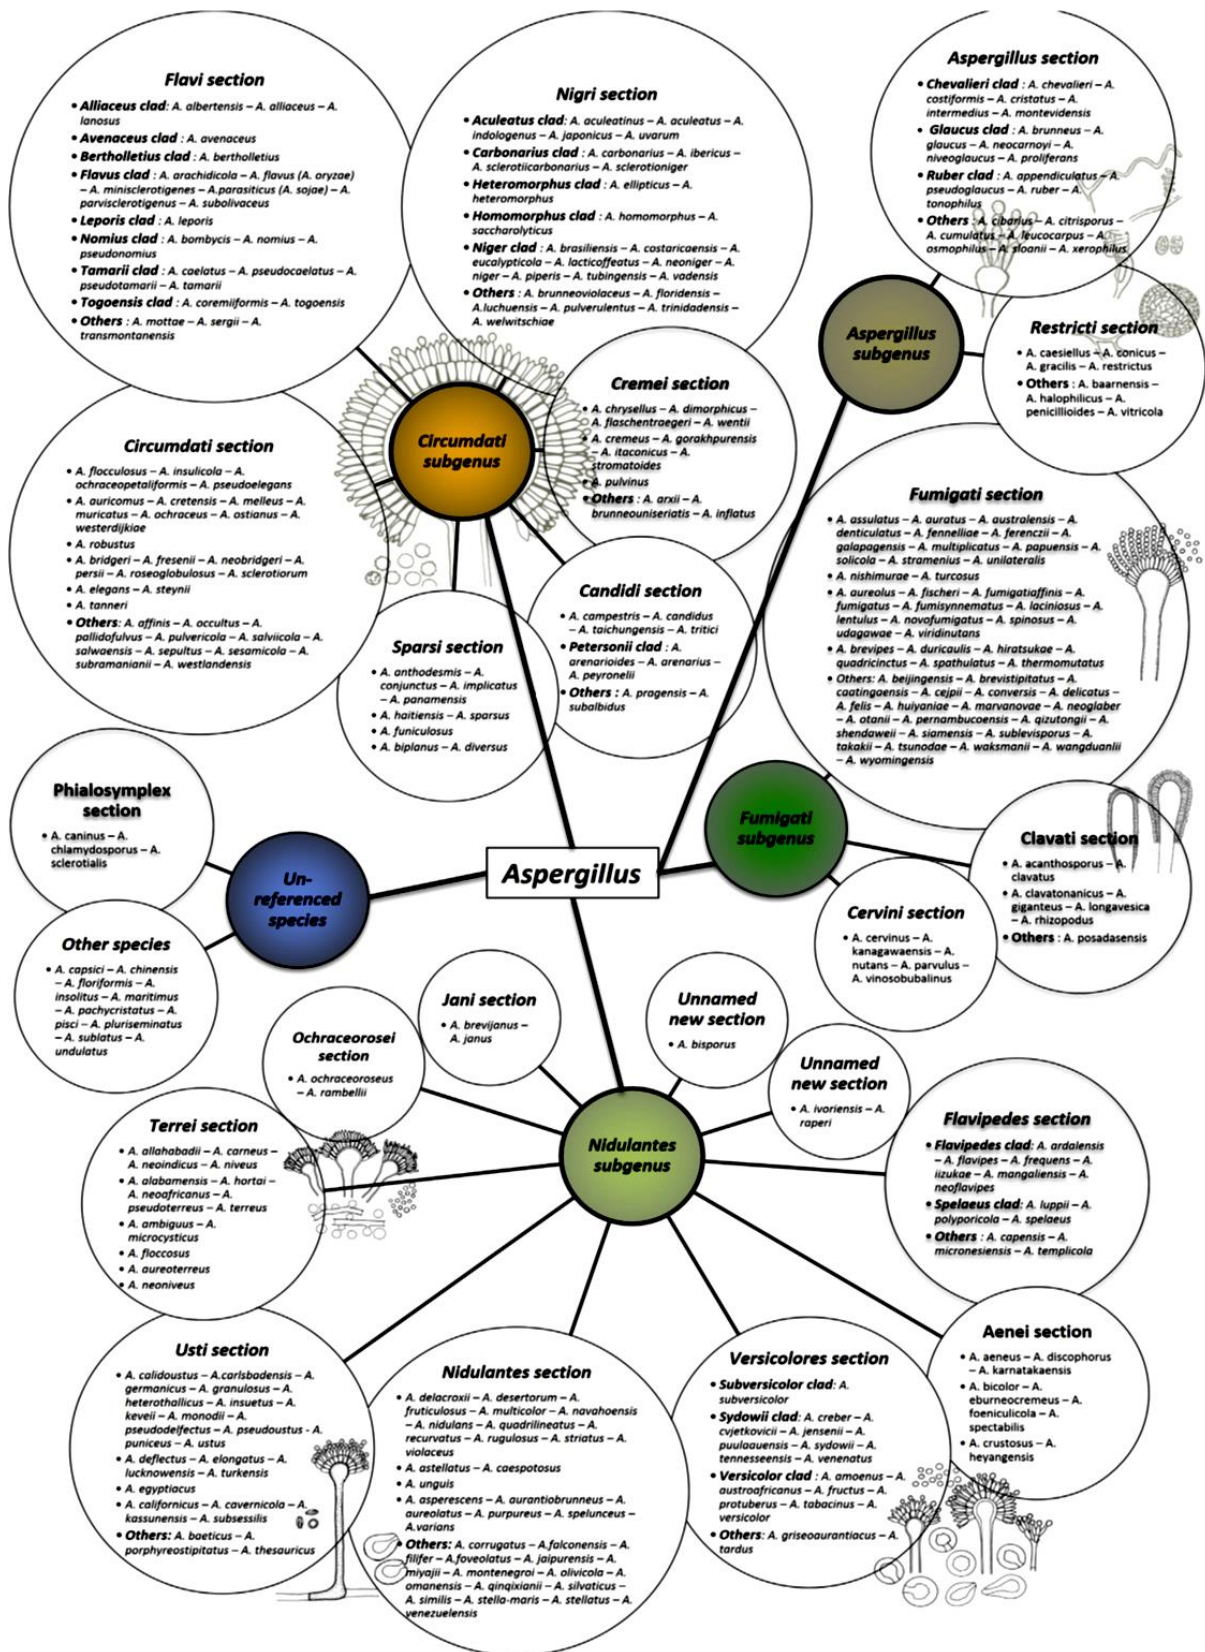 Flavi section
• Alliaceus clad: A. albertensis – A. alliaceus – A.
lanosus
• Avenaceus clad : A. avenaceus
• Bertholletius clad : A. bertholletius
• Flavus clad : A. arachidicola – A. flavus (A. oryzae)
– A. minisclerotigenes – A.parasiticus (A. sojae) – A.
parvisclerotigenus – A. subolivaceus
• Leporis clad : A. leporis
• Nomius clad : A. bombycis – A. nomius – A.
pseudonomius
• Tamarii clad : A. caelatus – A. pseudocaelatus – A.
pseudotamarii – A. tamarii
• Togoensis clad : A. coremiiformis – A. togoensis
• Others : A. mottae – A. sergii – A.
transmontanensis
Nigri section
• Aculeatus clad: A. aculeatinus – A. aculeatus – A.
indologenus – A. japonicus – A. uvarum
• Carbonarius clad : A. carbonarius – A. ibericus –
A. sclerotiicarbonarius – A. sclerotioniger
• Heteromorphus clad : A. ellipticus – A.
heteromorphus
• Homomorphus clad : A. homomorphus – A.
saccharolyticus
• Niger clad : A. brasiliensis – A. costaricaensis – A.
eucalypticola – A. lacticoffeatus – A. neoniger – A.
niger – A. piperis – A. tubingensis – A. vadensis
• Others : A. brunneoviolaceus – A. floridensis –
A.luchuensis – A. pulverulentus – A. trinidadensis –
A. welwitschiae
Aspergillus section
• Chevalieri clad : A. chevalieri – A.
costiformis – A. cristatus – A.
intermedius – A. montevidensis
• Glaucus clad : A. brunneus – A.
glaucus – A. neocarnoyi – A.
niveoglaucus – A. proliferans
• Ruber clad : A. appendiculatus – A.
pseudoglaucus – A. ruber – A.
tonophilus
• Others : A. cibarius – A. citrisporus –
A. cumulatus – A. leucocarpus – A.
osmophilus – A. sloanii – A. xerophilus
Aspergillus
subgenus
Restricti section
• A. caesiellus – A. conicus –
A. gracilis – A. restrictus
• Others : A. baarnensis –
A. halophilicus – A.
penicillioides – A. vitricola
Circumdati
subgenus
Cremei section
• A. chrysellus – A. dimorphicus –
A. flaschentraegeri – A. wentii
• A. cremeus – A. gorakhpurensis
– A. itaconicus – A.
stromatoides
• A. pulvinus
• Others : A. arxii – A.
brunneouniseriatis – A. inflatus
Circumdati section
• A. flocculosus – A. insulicola – A.
ochraceopetaliformis – A. pseudoelegans
• A. auricomus – A. cretensis – A. melleus – A.
muricatus – A. ochraceus – A. ostianus – A.
westerdijkiae
• A. robustus
• A. bridgeri – A. fresenii – A. neobridgeri – A.
persii – A. roseoglobulosus – A. sclerotiorum
• A. elegans – A. steynii
• A. tanneri
• Others: A. affinis – A. occultus – A.
pallidofulvus – A. pulvericola – A. salviicola – A.
salwaensis – A. sepultus – A. sesamicola – A.
subramanianii – A. westlandensis
Fumigati section
• A. assulatus – A. auratus – A. australensis – A.
denticulatus – A. fennelliae – A. ferenczii – A.
galapagensis – A. multiplicatus – A. papuensis – A.
solicola – A. stramenius – A. unilateralis
• A. nishimurae – A. turcosus
• A. aureolus – A. fischeri – A. fumigatiaffinis – A.
fumigatus – A. fumisynnematus – A. laciniosus – A.
lentulus – A. novofumigatus – A. spinosus – A.
udagawae – A. viridinutans
• A. brevipes – A. duricaulis – A. hiratsukae – A.
quadricinctus – A. spathulatus – A. thermomutatus
• Others: A. beijingensis – A. brevistipitatus – A.
caatingaensis – A. cejpii – A. conversis – A. delicatus –
A. felis – A. huiyaniae – A. marvanovae – A. neoglaber
– A. otanii – A. pernambucoensis – A. qizutongii – A.
shendaweii – A. siamensis – A. sublevisporus – A.
takakii – A. tsunodae – A. waksmanii – A. wangduanlii
– A. wyomingensis
Candidi section
• A. campestris – A. candidus
– A. taichungensis – A. tritici
• Petersonii clad : A.
arenarioides – A. arenarius –
A. peyronelii
• Others : A. pragensis – A.
subalbidus
Sparsi section
• A. anthodesmis – A.
conjunctus – A. implicatus
– A. panamensis
• A. haitiensis – A. sparsus
• A. funiculosus
• A. biplanus – A. diversus
Phialosymplex
section
• A. caninus – A.
chlamydosporus – A.
sclerotialis
Un-
referenced
species
Aspergillus
Fumigati
subgenus
Clavati section
• A. acanthosporus – A.
clavatus
• A. clavatonanicus – A.
giganteus – A. longavesica
– A. rhizopodus
• Others : A. posadasensis
Cervini section
• A. cervinus – A.
kanagawaensis – A.
nutans – A. parvulus –
A. vinosobubalinus
Other species
• A. capsici – A. chinensis
– A. floriformis – A.
insolitus – A. maritimus
– A. pachycristatus – A.
pisci – A. pluriseminatus
– A. sublatus – A.
undulatus
Jani section
• A. brevijanus –
A. janus
Unnamed
new section
• A. bisporus
Ochraceorosei
section
• A. ochraceoroseus
– A. rambellii
Unnamed
new section
• A. ivoriensis – A.
raperi
Terrei section
• A. allahabadii – A. carneus –
A. neoindicus – A. niveus
• A. alabamensis – A. hortai –
A. neoafricanus – A.
pseudoterreus – A. terreus
• A. ambiguus – A.
microcysticus
• A. floccosus
• A. aureoterreus
• A. neoniveus
Nidulantes
subgenus
Flavipedes section
• Flavipedes clad: A. ardalensis
– A. flavipes – A. frequens – A.
iizukae – A. mangaliensis – A.
neoflavipes
• Spelaeus clad: A. luppii – A.
polyporicola – A. spelaeus
• Others : A. capensis – A.
micronesiensis – A. templicola
Usti section
• A. calidoustus – A.carlsbadensis – A.
germanicus – A. granulosus – A.
heterothallicus – A. insuetus – A.
keveii – A. monodii – A.
pseudodeflectus – A. pseudoustus - A.
puniceus – A. ustus
• A. deflectus – A. elongatus – A.
lucknowensis – A. turkensis
• A. egyptiacus
• A. californicus – A. cavernicola – A.
kassunensis – A. subsessilis
• Others: A. baeticus – A.
porphyreostipitatus – A. thesauricus
Nidulantes section
• A. delacroxii – A. desertorum – A.
fruticulosus – A. multicolor – A. navahoensis
– A. nidulans – A. quadrilineatus – A.
recurvatus – A. rugulosus – A. striatus – A.
violaceus
• A. astellatus – A. caespotosus
• A. unguis
• A. asperescens – A. aurantiobrunneus – A.
aureolatus – A. purpureus – A. spelunceus –
A.varians
• Others: A. corrugatus – A.falconensis – A.
filifer – A.foveolatus – A. jaipurensis – A.
miyajii – A. montenegroi – A. olivicola – A.
omanensis – A. qinqixianii – A. silvaticus –
A. similis – A. stella-maris – A. stellatus – A.
venezuelensis
Versicolores section
• Subversicolor clad: A.
subversicolor
• Sydowii clad: A. creber – A.
cvjetkovicii – A. jensenii – A.
puulaauensis – A. sydowii – A.
tennesseensis – A. venenatus
• Versicolor clad : A. amoenus – A.
austroafricanus – A. fructus – A.
protuberus – A. tabacinus – A.
versicolor
• Others: A. griseoaurantiacus – A.
tardus
Aenei section
• A. aeneus – A. discophorus
– A. karnatakaensis
• A. bicolor – A.
eburneocremeus – A.
foeniculicola – A.
spectabilis
• A. crustosus – A.
heyangensis